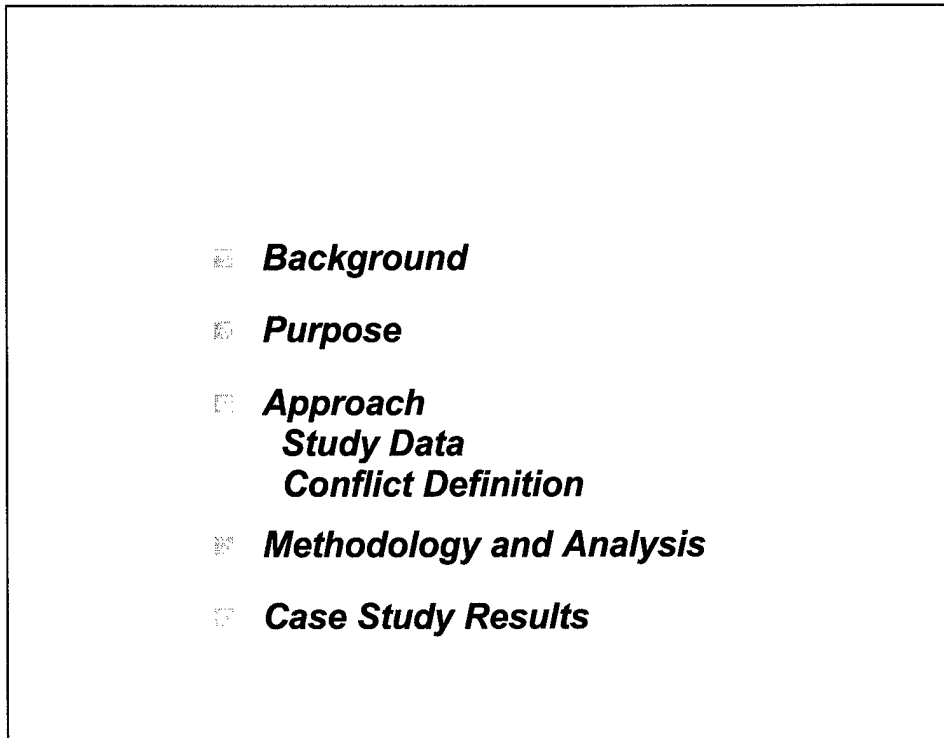 Background
Purpose
Approach
Study Data
Conflict Definition
Methodology and Analysis
Case Study Results